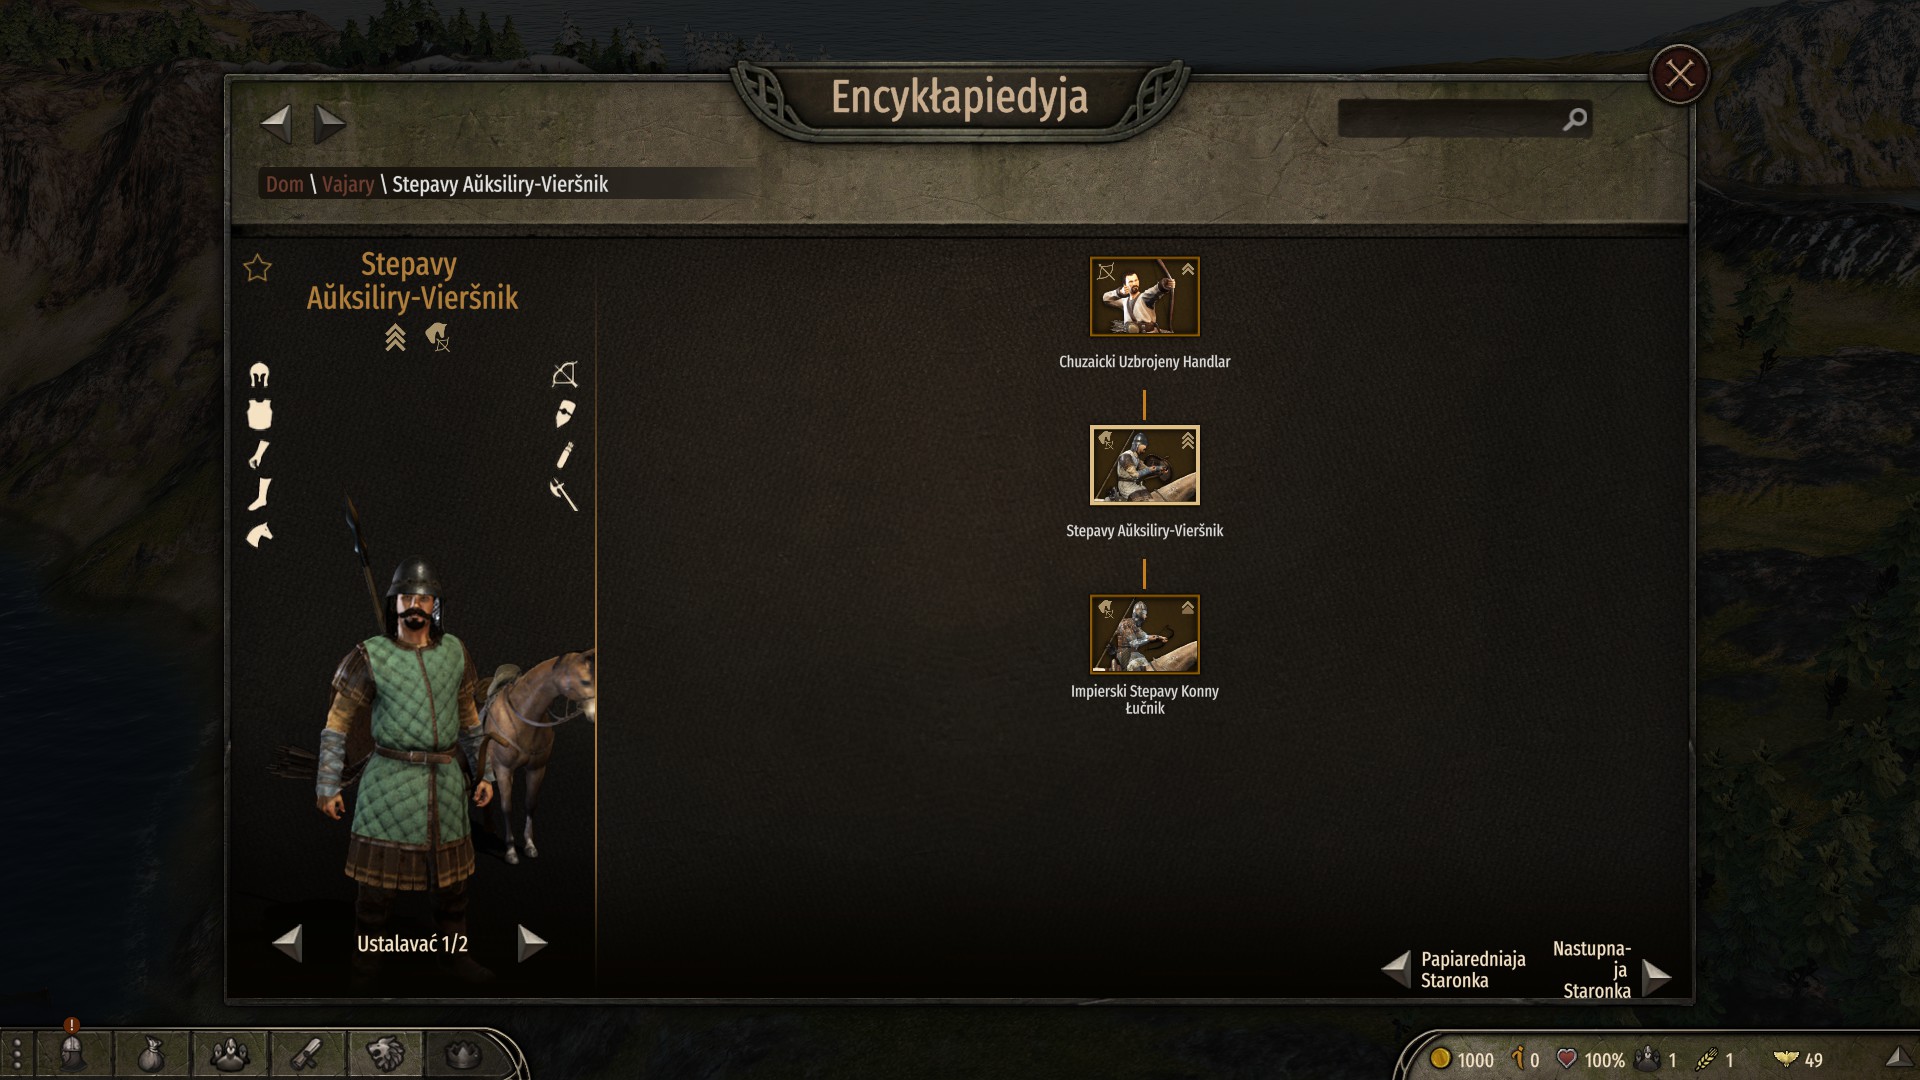 Encykłapiedyja
Dom \ Vajary \ Stepavy Aŭksiliry-Vieršnik
Stepavy
Aŭksiliry-Vieršnik
Chuzaicki Uzbrojeny Handlar
Stepavy Aŭksiliry-Vieršnik
Impierski Stepavy Konny
Łučnik
Ustalavać 1/2
Papiaredniaja
Staronka
Nastupna-
ja
Staronka
!
1000 0 100% 1 1 49